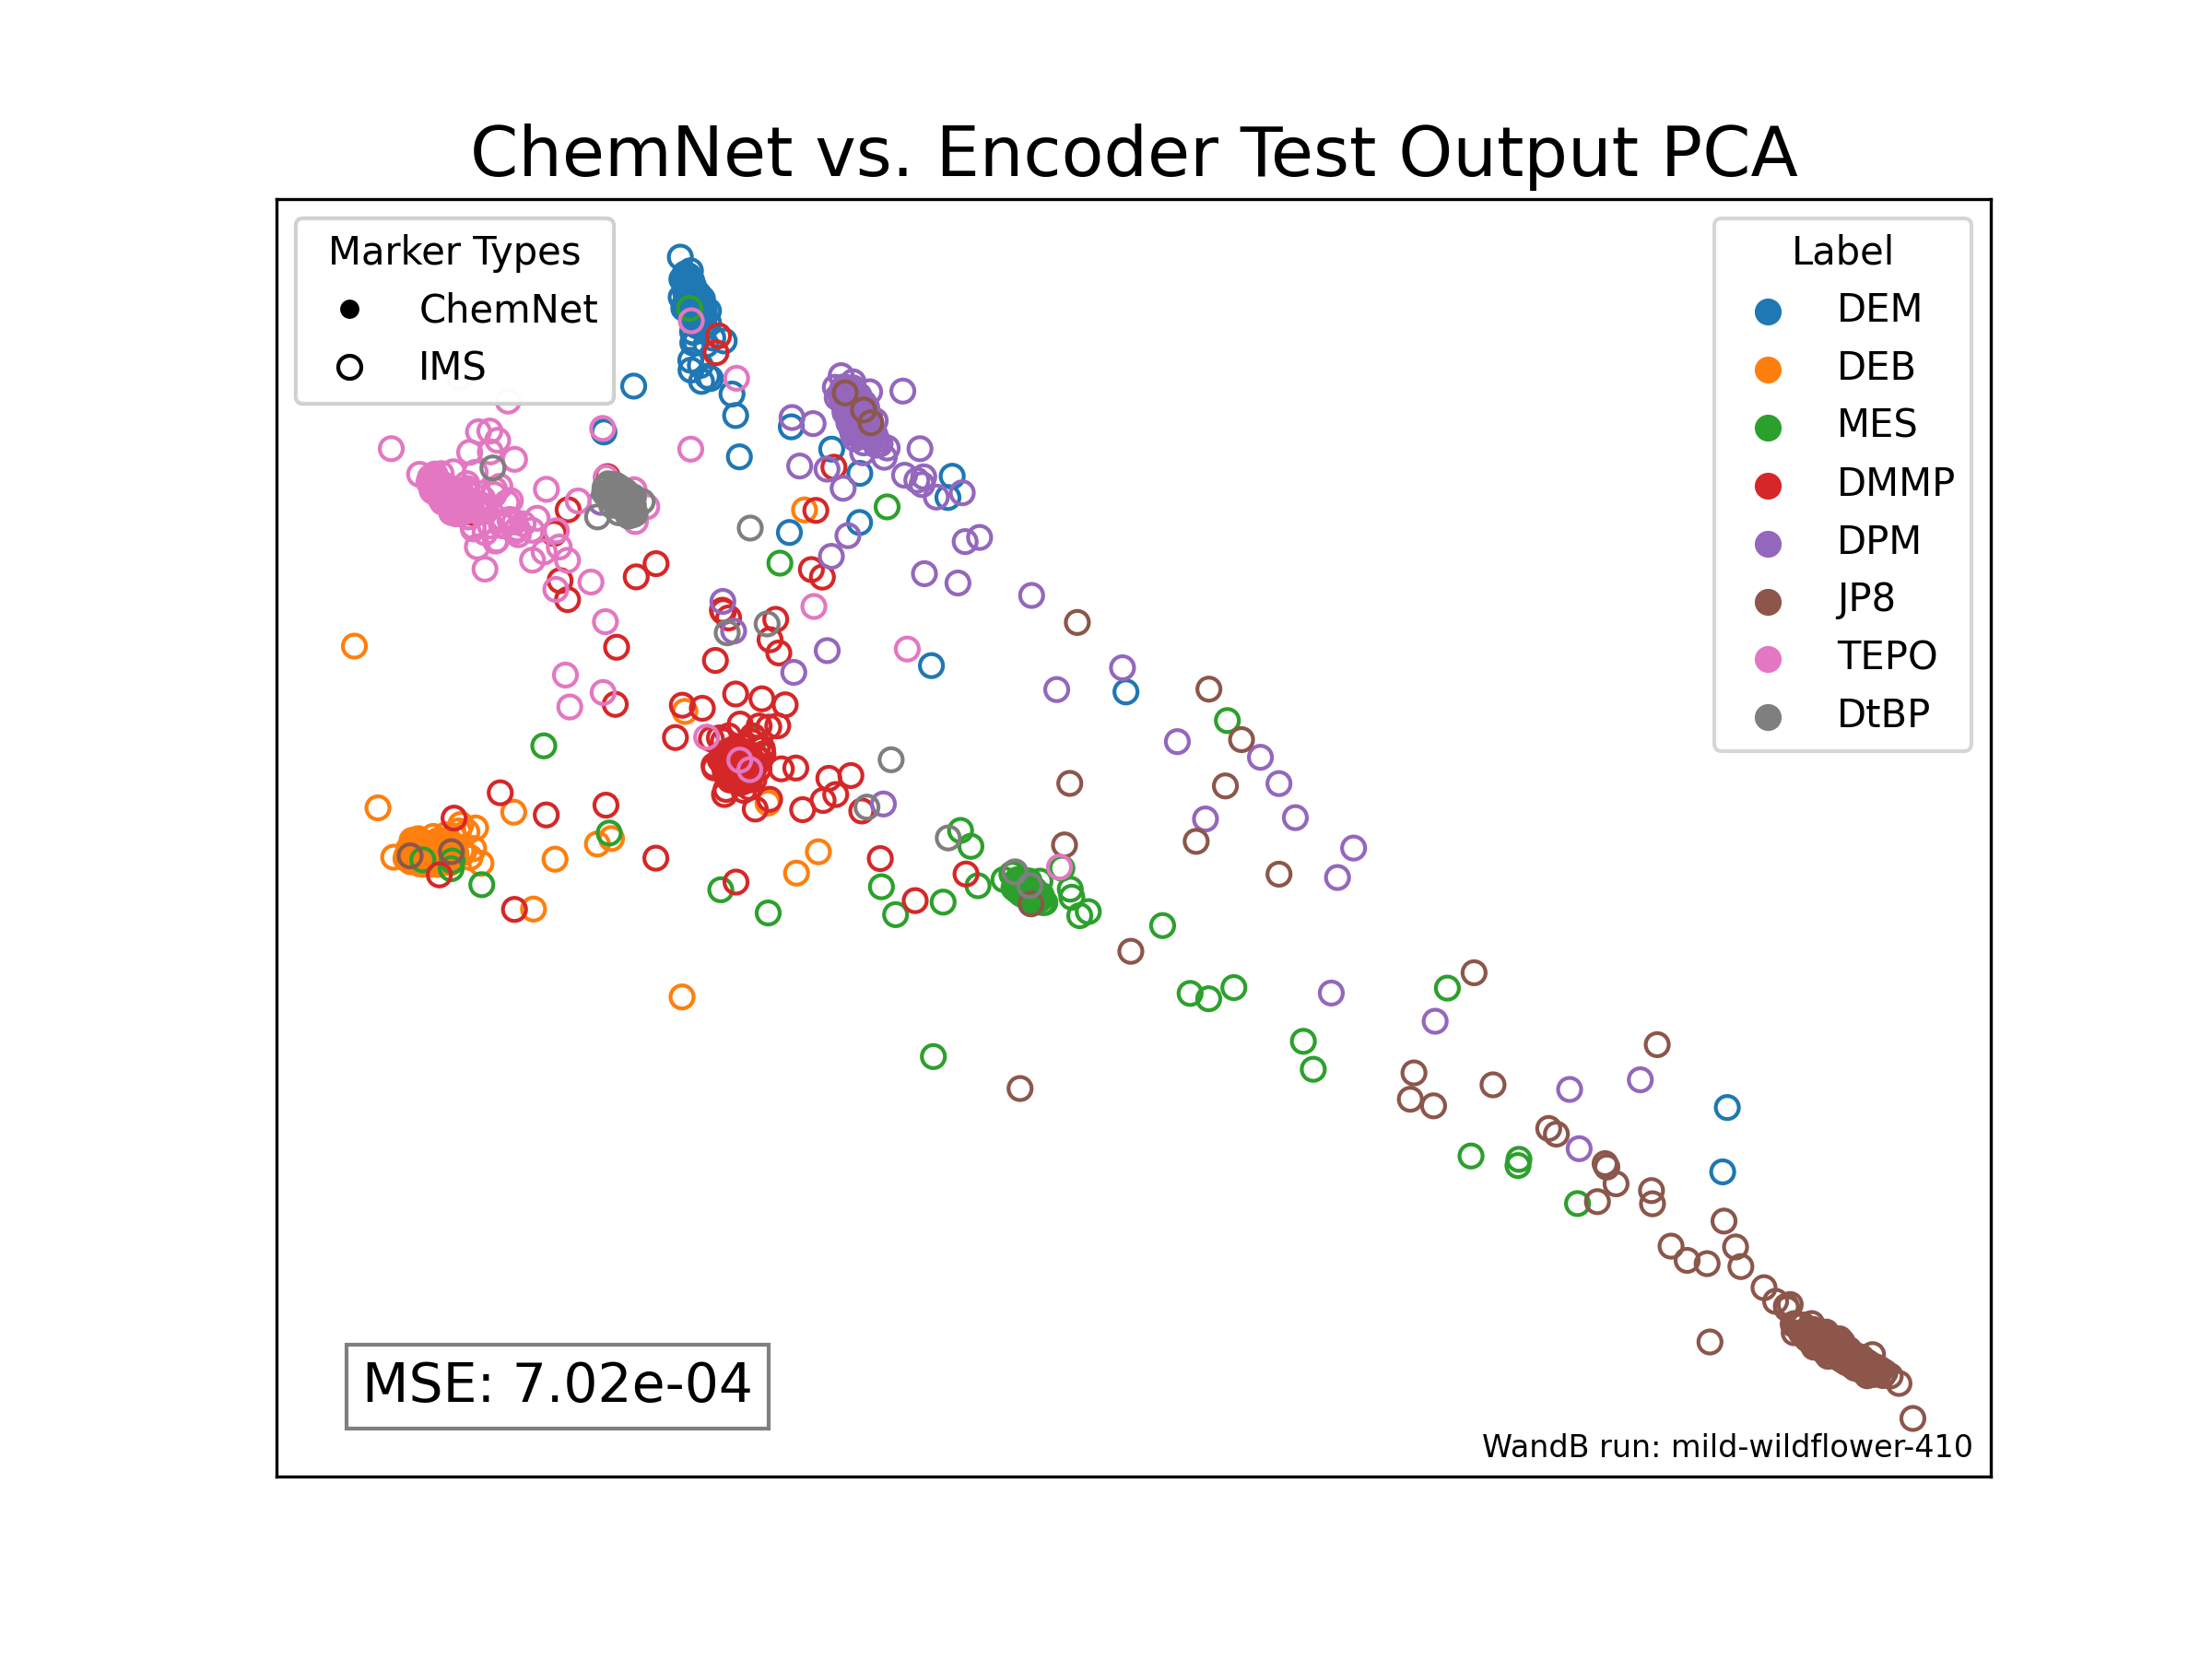 ChemNet vs. Encoder Test Output PCA
Marker Types
ChemNet
IMS
Label
DEM
DEB
MES
DMMP
DPM
JP8
TEPO
DtBP
MSE: 7.02e-04
WandB run: mild-wildflower-410